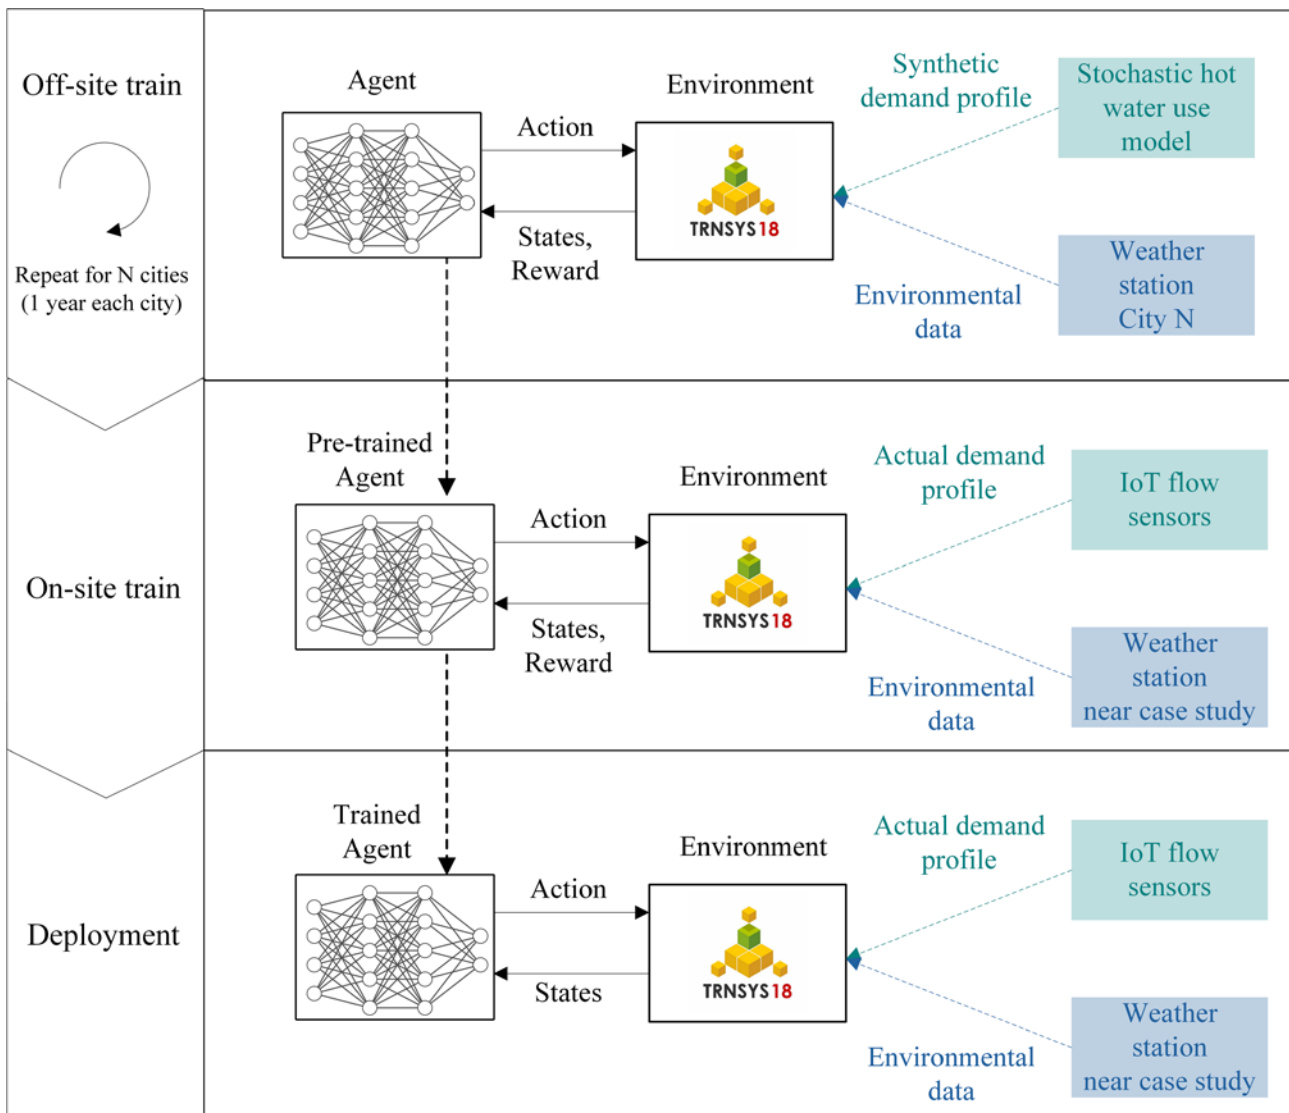 Off-site train
Repeat for N cities
(1 year each city)
Agent
Action
States,
Reward
Environment
TRNSYS18
Synthetic
demand profile
Stochastic hot
water use
model
Environmental
data
Weather
station
City N
On-site train
Pre-trained
Agent
Action
States,
Reward
Environment
TRNSYS18
Actual demand
profile
IoT flow
sensors
Environmental
data
Weather
station
near case study
Deployment
Trained
Agent
Action
States
Environment
TRNSYS18
Actual demand
profile
IoT flow
sensors
Environmental
data
Weather
station
near case study